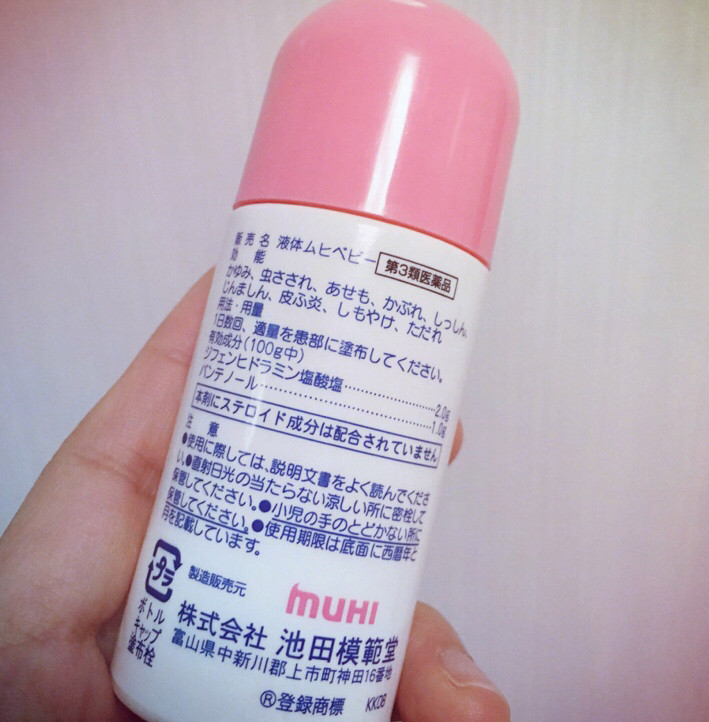 販売名 液体ムヒベビー 第3類医薬品
効能
かゆみ、虫さされ、あせも、かぶれ、しっしん、
じんましん、皮ふ炎、しもやけ、ただれ
用法・用量
1日数回、適量を患部に塗布してください。
有効成分(100g中)
ジフェンヒドラミン塩酸塩……………2.0g
パンテノール……………………………1.0g
本剤にステロイド成分は配合されていません
注意
●使用に際しては、説明文書をよく読んでくださ
い。●直射日光の当たらない涼しい所に密栓して
保管してください。●小児の手のとどかない所に
保管してください。●使用期限は底面に西暦年と
月を記載しています。
プラ
ボトル
キャップ
塗布栓
製造販売元
muHI
株式会社 池田模範堂
富山県中新川郡上市町神田16番地
®登録商標 KK08